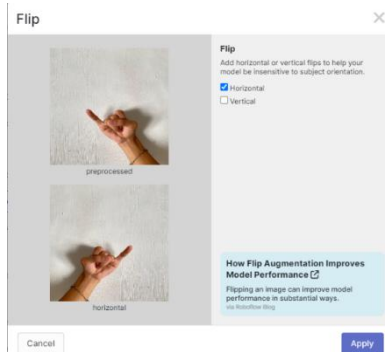 Flip
Flip
Add horizontal or vertical flips to help your
model be insensitive to subject orientation.
Horizontal
Vertical
preprocessed
horizontal
How Flip Augmentation Improves
Model Performance
Flipping an image can improve model
performance in substantial ways.
via Roboflow Blog
Cancel
Apply